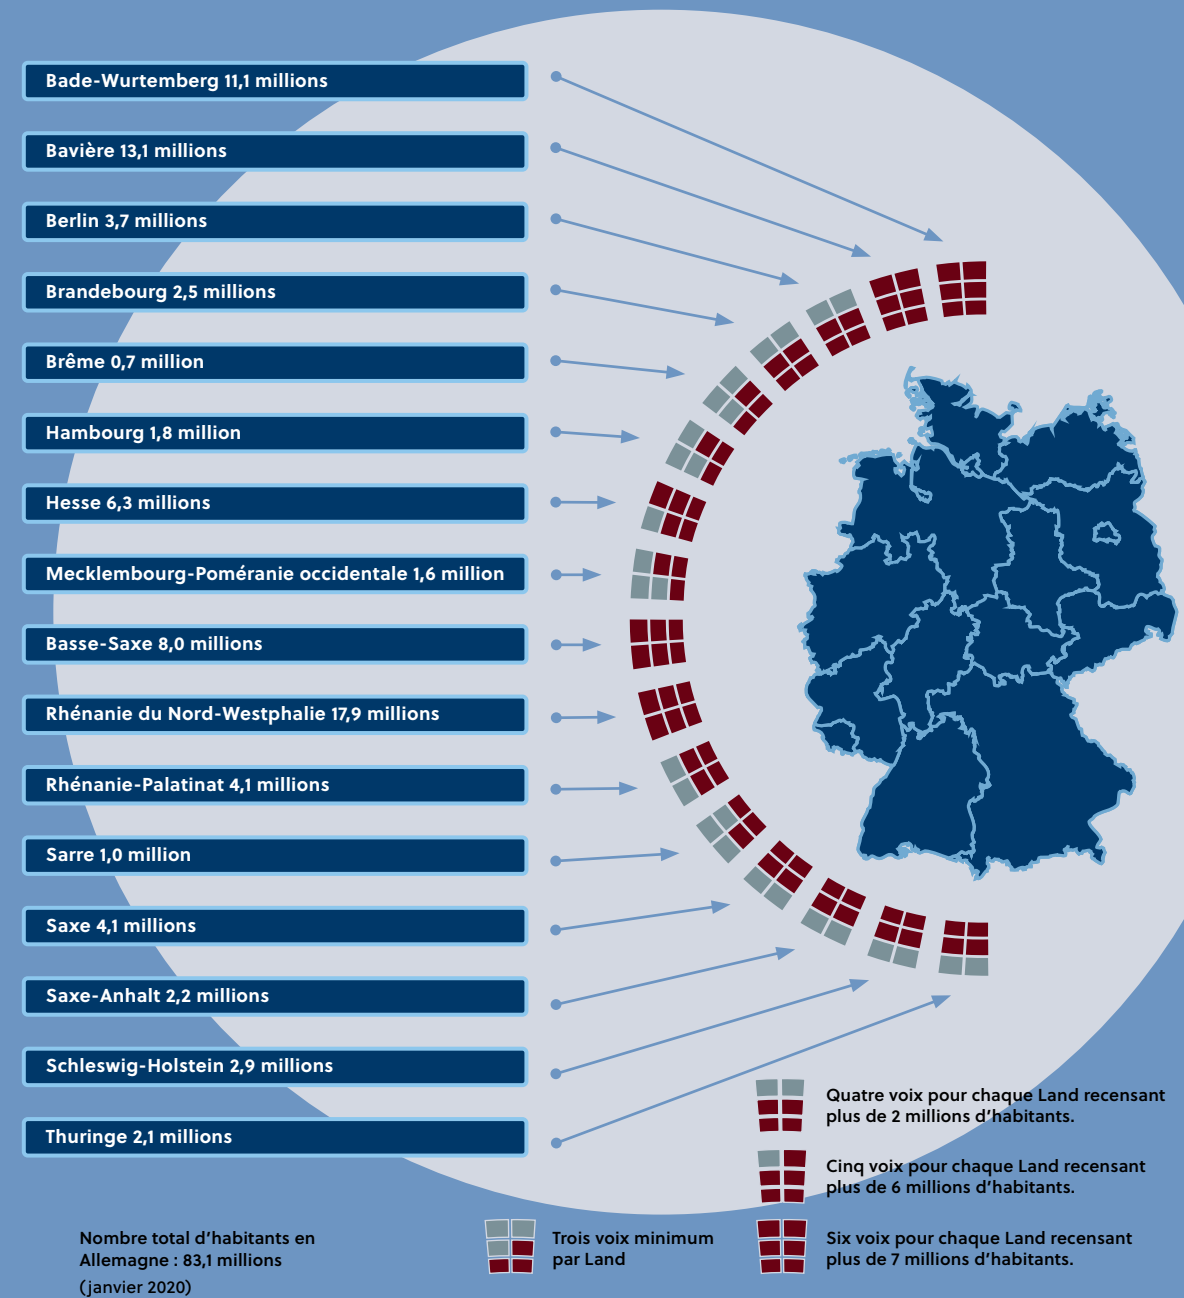 Bade-Wurtemberg 11,1 millions
Bavière 13,1 millions
Berlin 3,7 millions
Brandebourg 2,5 millions
Brême 0,7 million
Hambourg 1,8 million
Hesse 6,3 millions
Mecklembourg-Poméranie occidentale 1,6 million
Basse-Saxe 8,0 millions
Rhénanie du Nord-Westphalie 17,9 millions
Rhénanie-Palatinat 4,1 millions
Sarre 1,0 million
Saxe 4,1 millions
Saxe-Anhalt 2,2 millions
Schleswig-Holstein 2,9 millions
Thuringe 2,1 millions
Quatre voix pour chaque Land recensant
plus de 2 millions d’habitants.
Cinq voix pour chaque Land recensant
plus de 6 millions d’habitants.
Six voix pour chaque Land recensant
plus de 7 millions d’habitants.
Trois voix minimum
par Land
Nombre total d’habitants en
Allemagne : 83,1 millions
(janvier 2020)